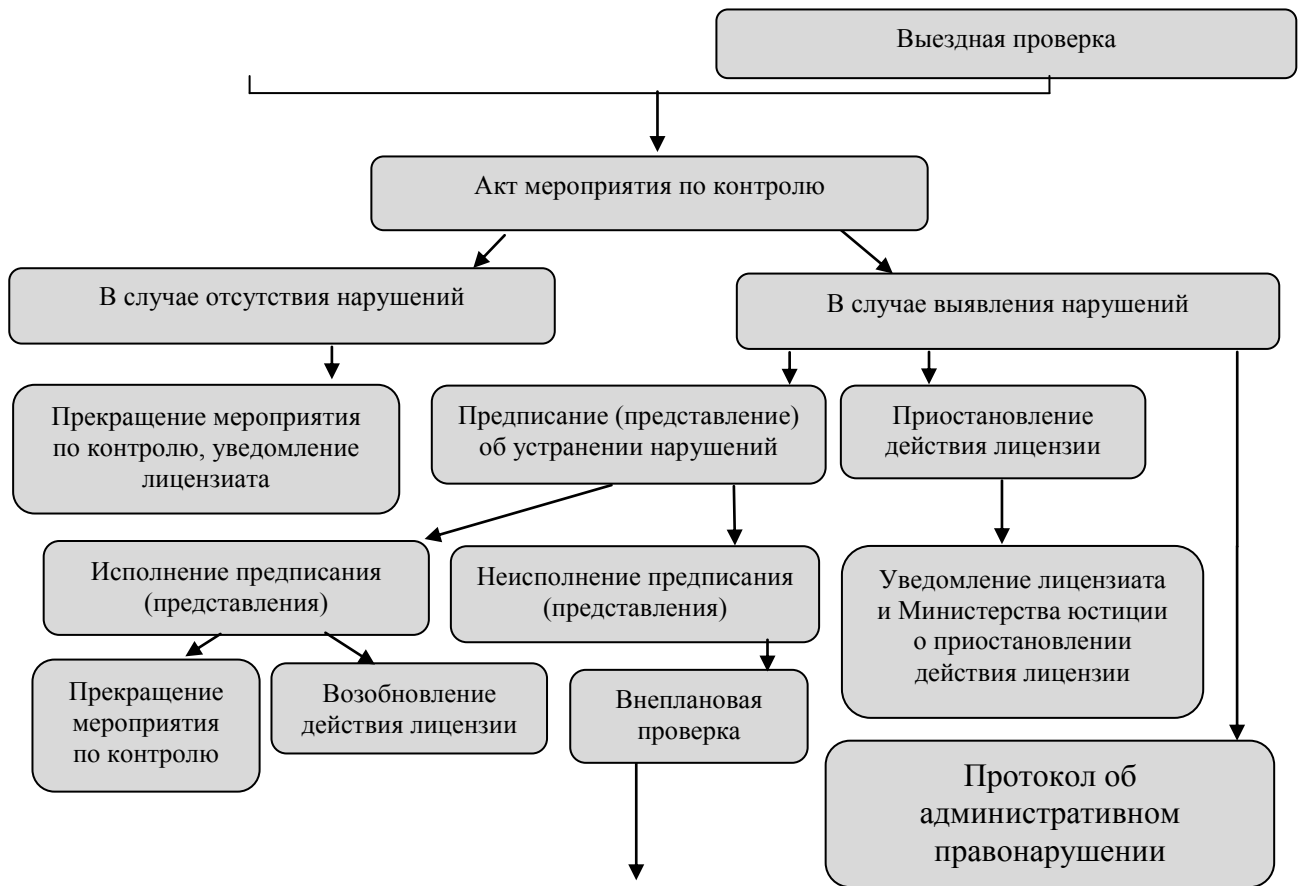 Выездная проверка
Акт мероприятия по контролю
В случае отсутствия нарушений
В случае выявления нарушений
Прекращение мероприятия
по контролю, уведомление
лицензиата
Предписание (представление)
об устранении нарушений
Приостановление
действия лицензии
Исполнение предписания
(представления)
Неисполнение предписания
(представления)
Уведомление лицензиата
и Министерства юстиции
о приостановлении
действия лицензии
Прекращение
мероприятия
по контролю
Возобновление
действия лицензии
Внеплановая
проверка
Протокол об
административном
правонарушении